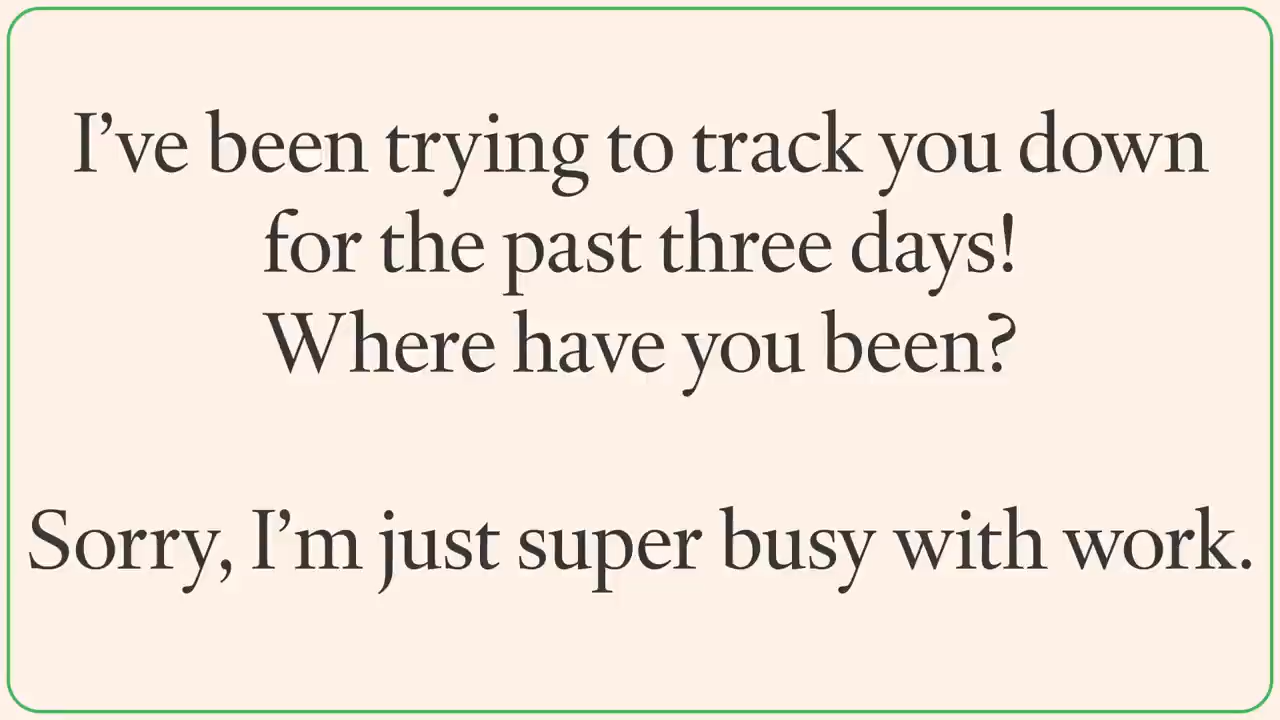 I’ve been trying to track you down
for the past three days!
Where have you been?
Sorry, I’m just super busy with work.